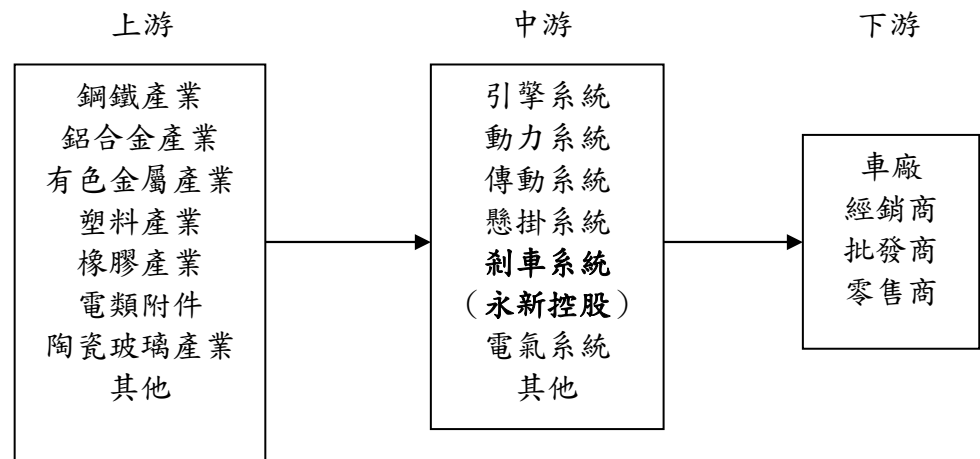 上游
鋼鐵產業
鋁合金產業
有色金屬產業
塑料產業
橡膠產業
電類附件
陶瓷玻璃產業
其他
中游
引擎系統
動力系統
傳動系統
懸掛系統
剎車系統
（永新控股）
電氣系統
其他
下游
車廠
經銷商
批發商
零售商